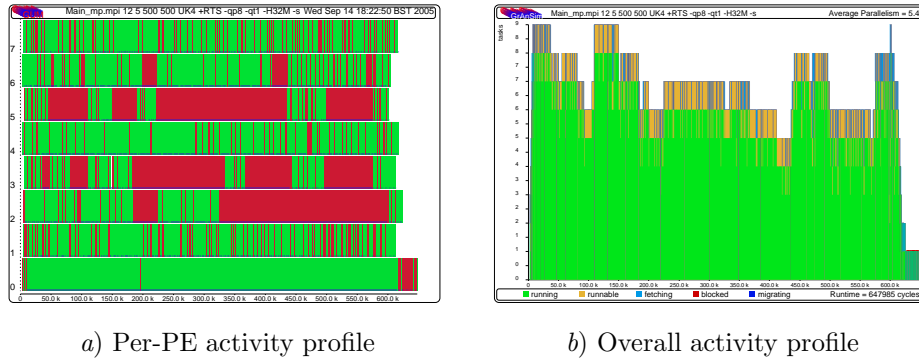 Main_mp.mpi 12 5 500 500 UK4 +RTS -qp8 -qt1 -H32M -s Wed Sep 14 18:22:50 BST 2005
7
6
5
4
3
2
1
0
0 50.0 k 100.0 k 150.0 k 200.0 k 250.0 k 300.0 k 350.0 k 400.0 k 450.0 k 500.0 k 550.0 k 600.0 k
a) Per-PE activity profile
GrAnSim Main_mp.mpi 12 5 500 500 UK4 +RTS -qp8 -qt1 -H32M -s Average Parallelism = 5.4
tasks
9
8
7
6
5
4
3
2
1
0
0 50.0 k 100.0 k 150.0 k 200.0 k 250.0 k 300.0 k 350.0 k 400.0 k 450.0 k 500.0 k 550.0 k 600.0 k
running runnable fetching blocked migrating Runtime = 647985 cycles
b) Overall activity profile